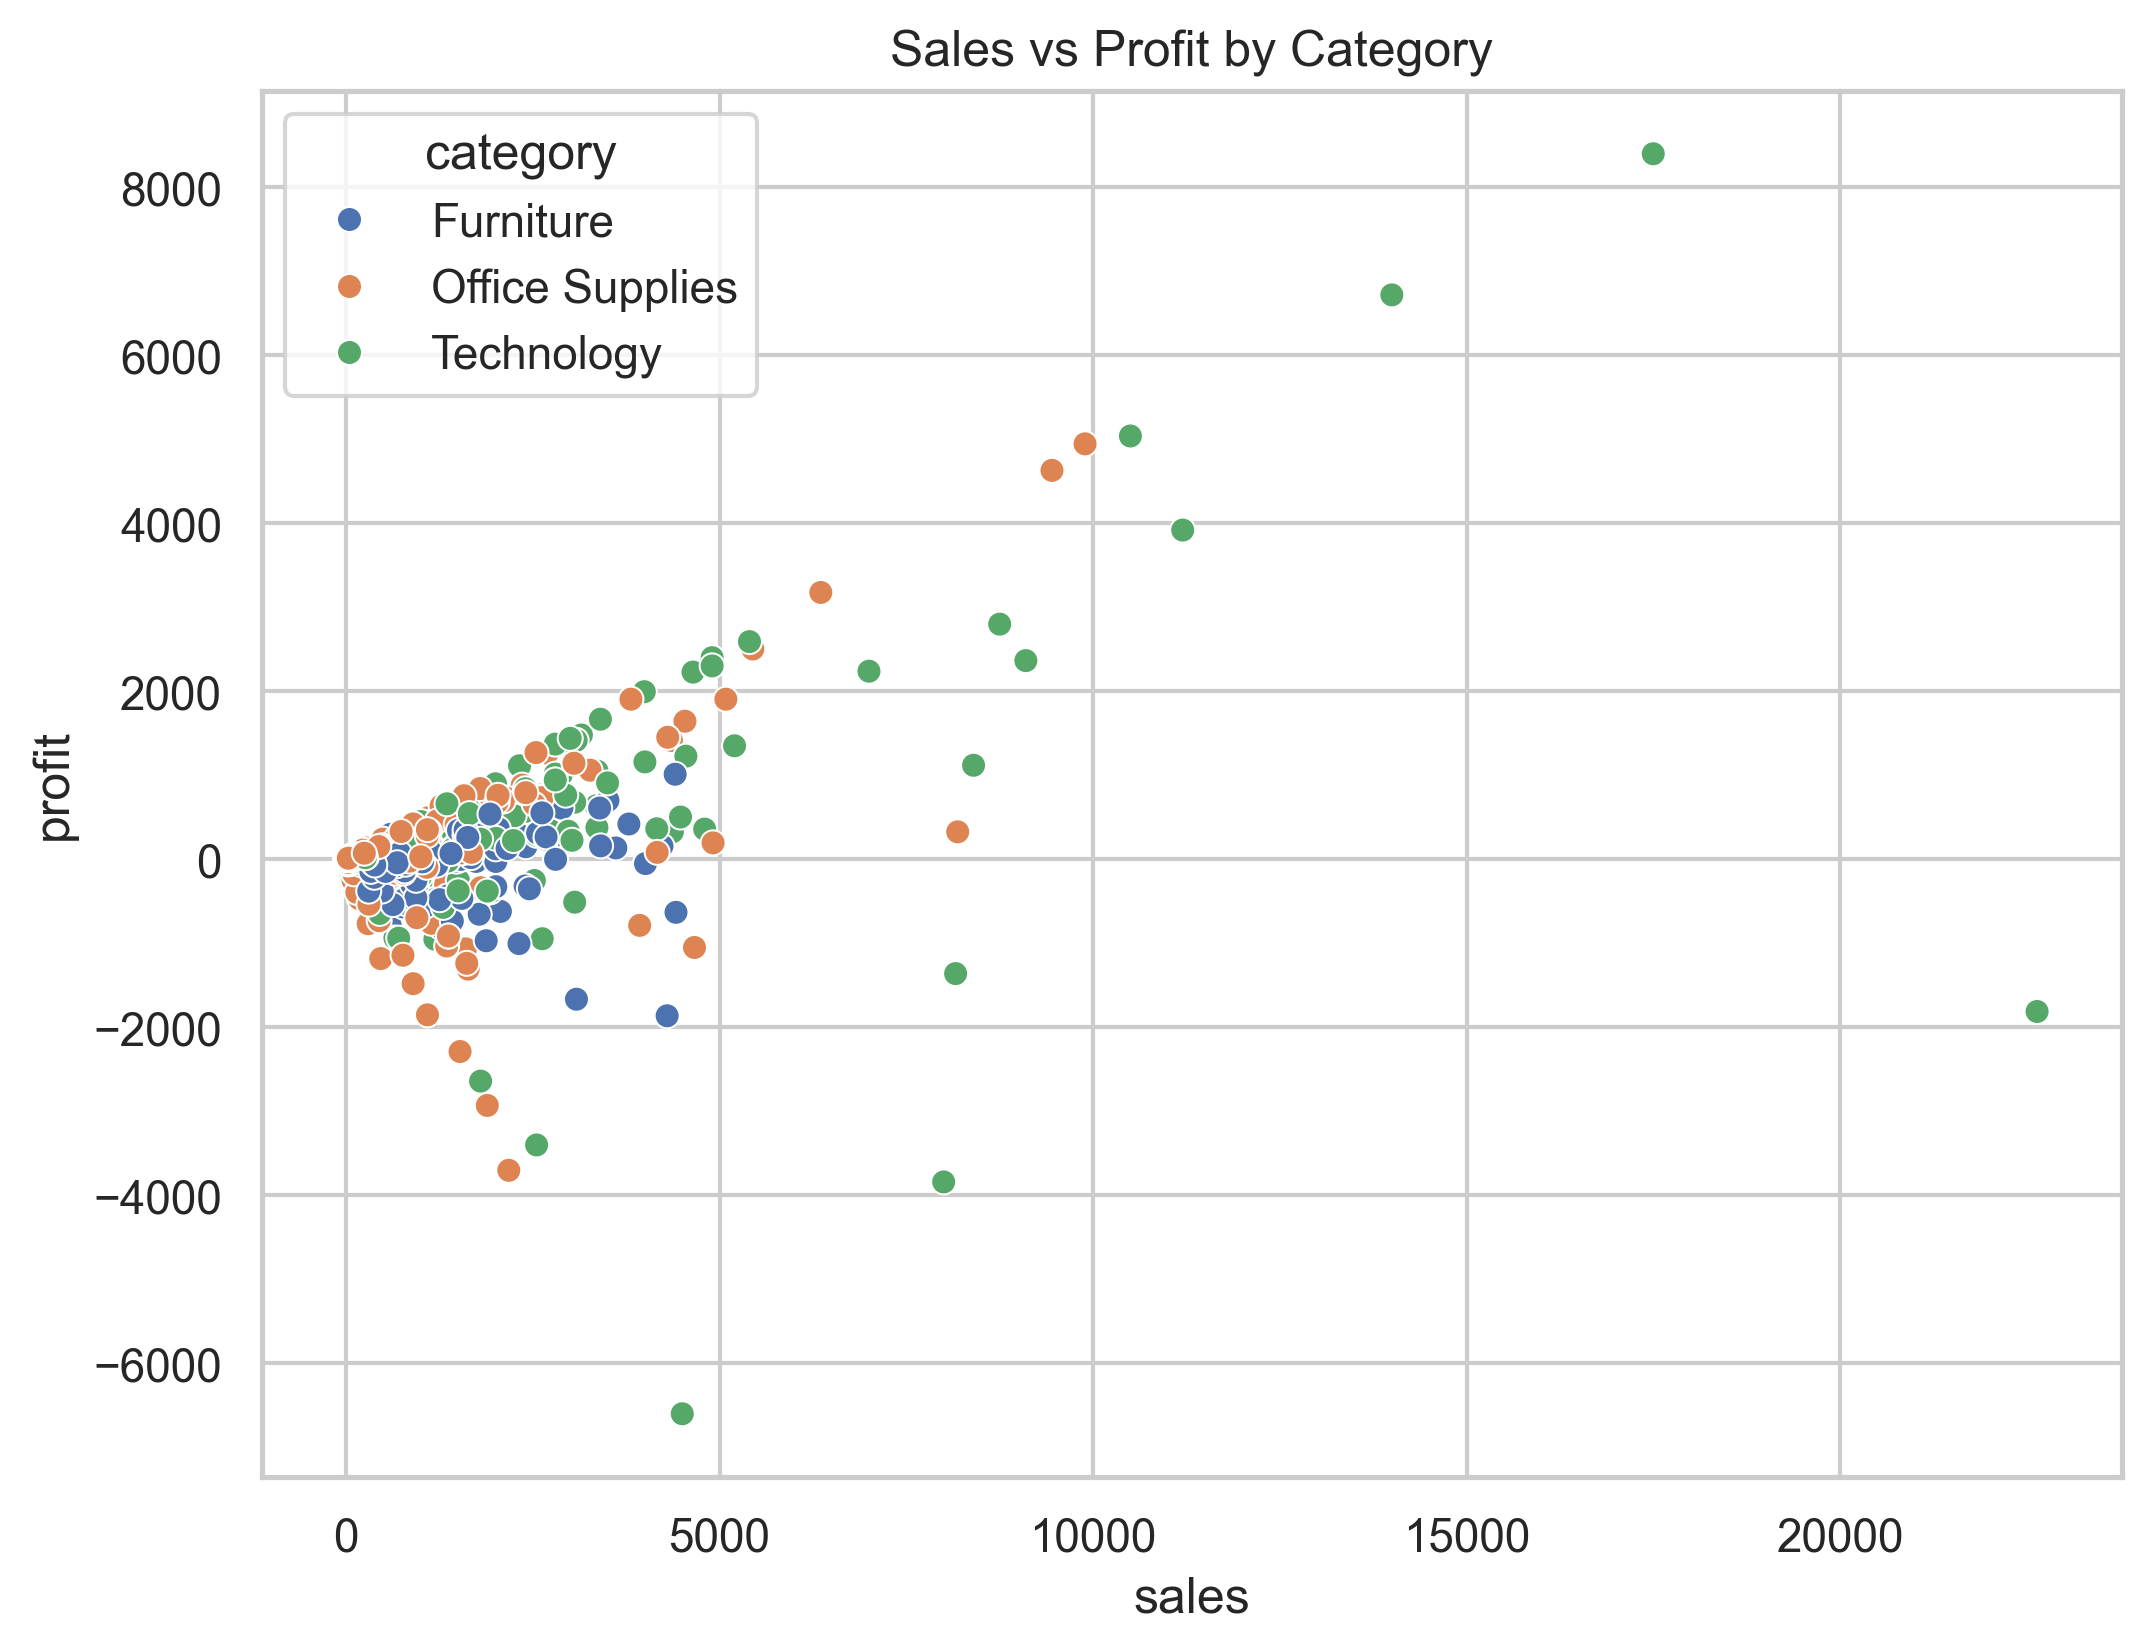 Sales vs Profit by Category
category
Furniture
Office Supplies
Technology
8000
6000
4000
2000
0
−2000
−4000
−6000
profit
0 5000 10000 15000 20000
sales